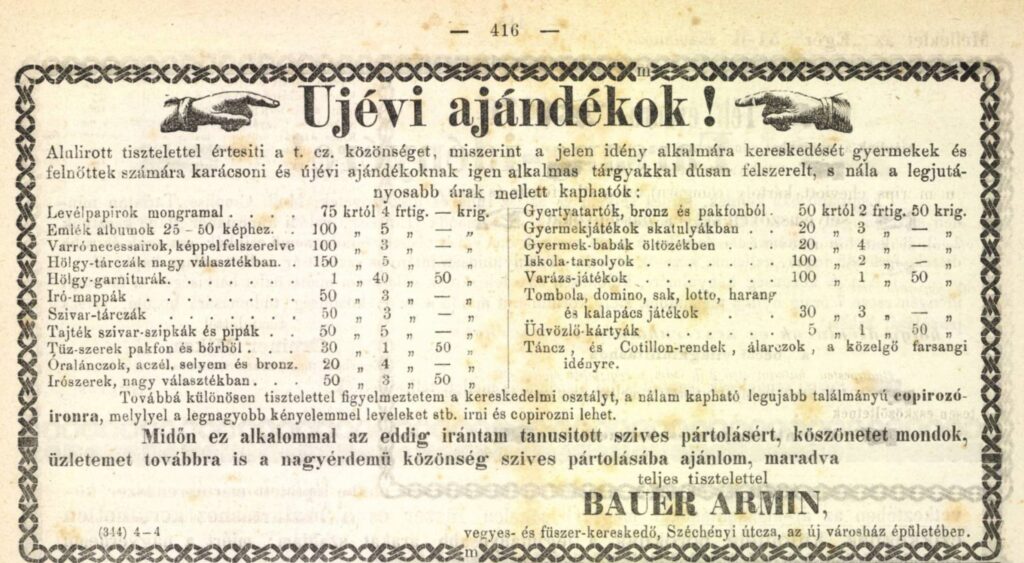 — 416 —
Ujévi ajándékok!
Alulirott tisztelettel értesiti a t. cz. közönséget, miszerint a jelen idény alkalmára kereskedését gyermekek és
felnőttek számára karácsoni és újévi ajándékoknak igen alkalmas tárgyakkal dúsan felszerelt, s nála a legjutá-
nyosabb árak mellett kaphatók:
Levélpapirok mongramal . . . . 75 krtól 4 frtig. — krig.
Emlék albumok 25 - 50 képhez. 100 „ 5 „ — „
Varró necessairok, képpel felszerelve 100 „ 3 „ — „
Hölgy-tárczák nagy választékban. 150 „ 5 „ — „
Hölgy-garniturák. . . . . . . 1 „ 40 „ 50 „
Iró-mappák . . . . . . . . 50 „ 3 „ — „
Szivar-tárczák . . . . . . . 50 „ 3 „ — „
Tajték szivar-szipkák és pipák . . 50 „ 5 „ — „
Tüz-szerek pakfon és bőrből . . . 30 „ 1 „ 50 „
Óralánczok, aczél, selyem és bronz. 20 „ 4 „ — „
Irószerek, nagy választékban . . . 50 „ 3 „ 50 „
Gyertyatartók, bronz és pakfonból. 50 krtól 2 frtig. 50 krig.
Gyermekjátékok skatulyákban . . 20 „ 3 „ — „
Gyermek-babák öltözékben . . 20 „ 4 „ — „
Iskola-tarsolyok . . . . . . 100 „ 2 „ — „
Varázs-játékok . . . . . . 100 „ 1 „ 50 „
Tombola, domino, sak, lotto, harang
és kalapács játékok . . . . 30 „ 3 „ — „
Üdvözlő-kártyák . . . . . . 5 „ 1 „ 50 „
Táncz, és Cotillon-rendek, álarczok, a közelgő farsangi
idényre.
Továbbá különösen tisztelettel figyelmeztetem a kereskedelmi osztályt, a nálam kapható legujabb találmányú copirozó-
ironra, melylyel a legnagyobb kényelemmel leveleket stb. irni és copirozni lehet.
Midőn ez alkalommal az eddig irántam tanusitott szives pártolásért, köszönetet mondok,
üzletemet továbbra is a nagyérdemű közönség szives pártolásába ajánlom, maradva
teljes tisztelettel
BAUER ARMIN,
(314) 4—4 vegyes- és füszer-kereskedő, Széchényi útcza, az új városház épületében.